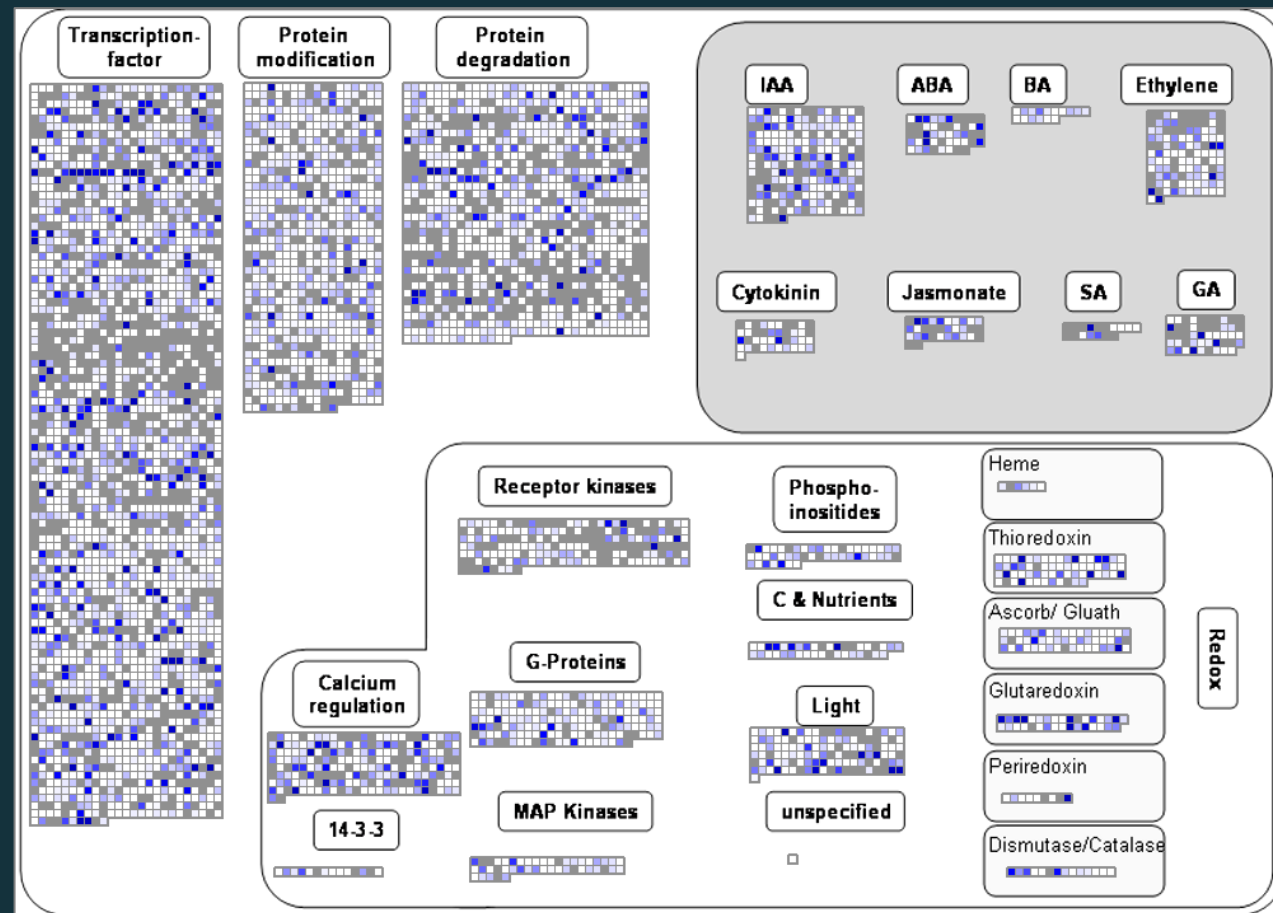 Transcription-
factor
Protein
modification
Protein
degradation
IAA
ABA
BA
Ethylene
Cytokinin
Jasmonate
SA
GA
Receptor kinases
Phospho-
inositides
C & Nutrients
G-Proteins
Calcium
regulation
Light
14-3-3
MAP Kinases
unspecified
Heme
Thioredoxin
Ascorb/ Gluath
Glutaredoxin
Periredoxin
Dismutase/Catalase
Redox